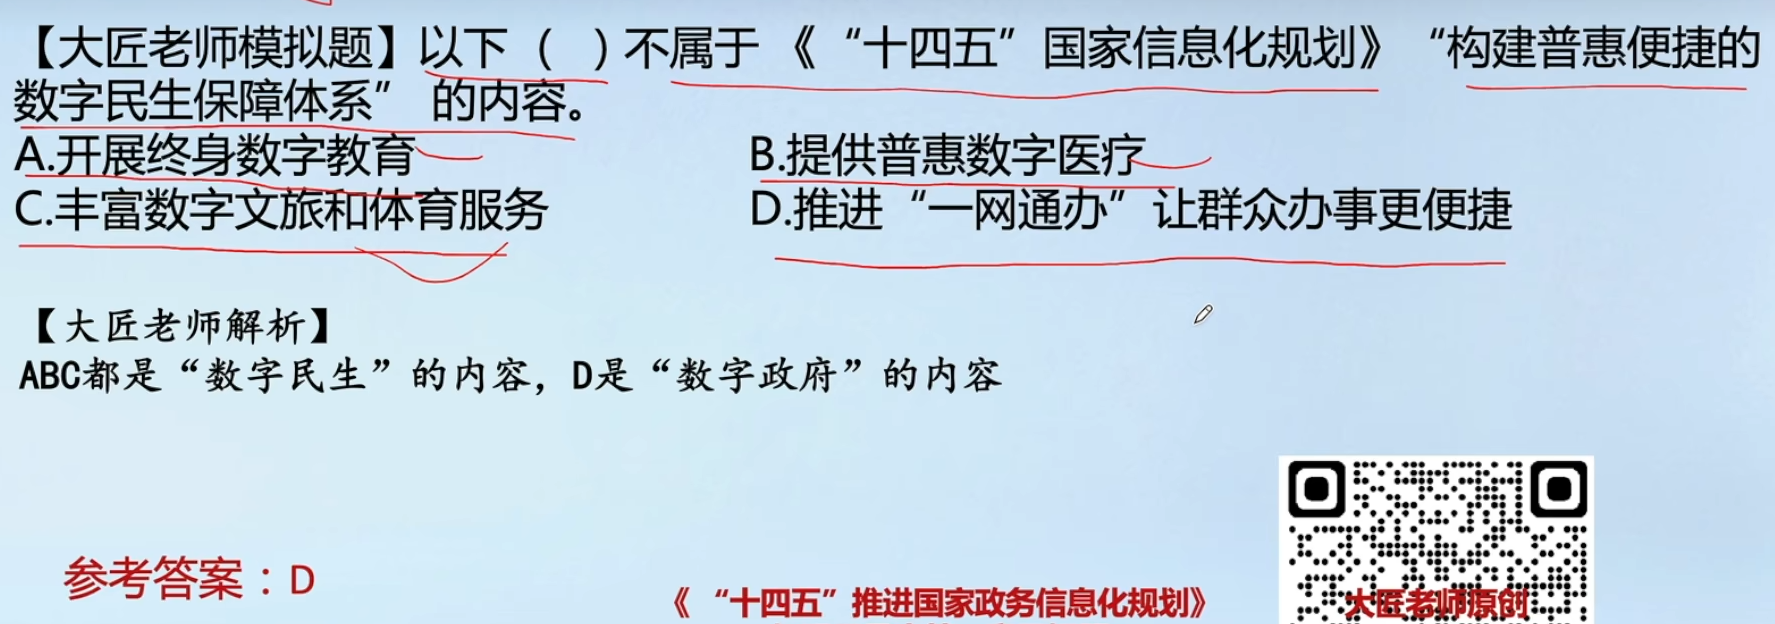 【大匠老师模拟题】以下（ ）不属于《“十四五”国家信息化规划》“构建普惠便捷的
数字民生保障体系”的内容。
A.开展终身数字教育 B.提供普惠数字医疗
C.丰富数字文旅和体育服务 D.推进“一网通办”让群众办事更便捷
【大匠老师解析】
ABC都是“数字民生”的内容，D是“数字政府”的内容
参考答案：D
《“十四五”推进国家政务信息化规划》
大匠老师原创